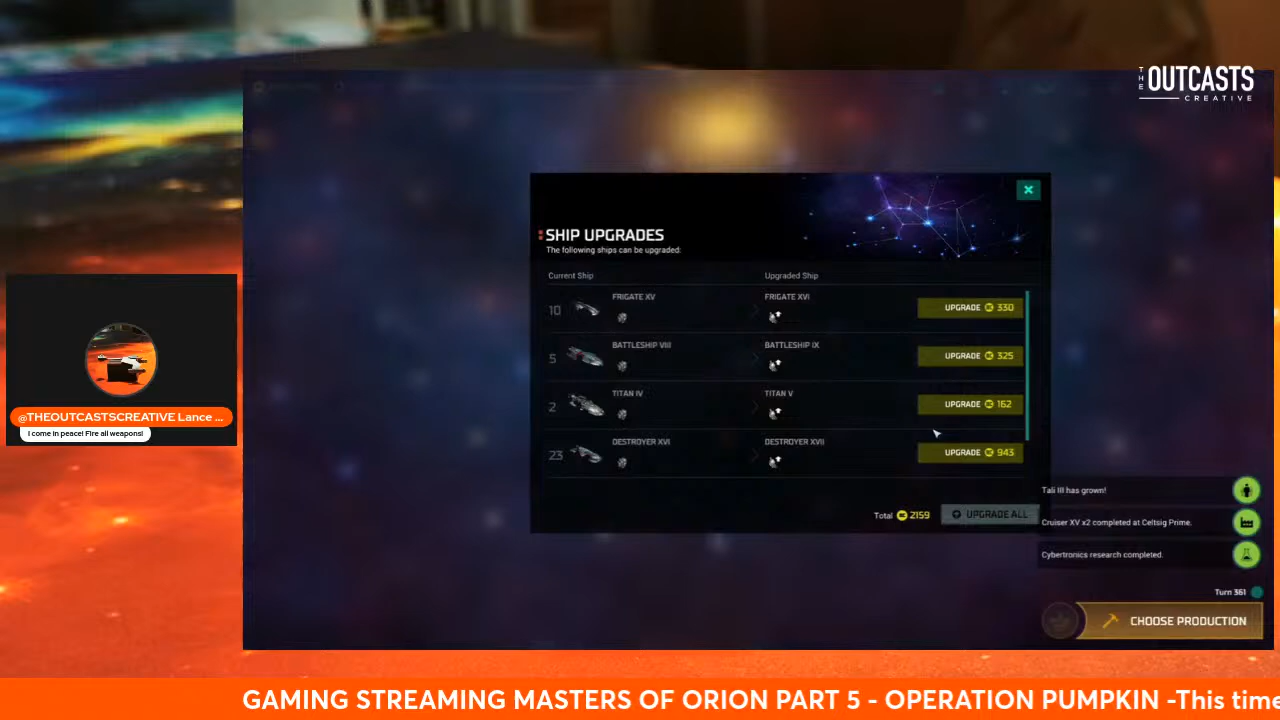 THE OUTCASTS
CREATIVE
SHIP UPGRADES
The following ships can be upgraded:
Current Ship Upgraded Ship
10 FRIGATE XV FRIGATE XVI UPGRADE 330
5 BATTLESHIP VIII BATTLESHIP IX UPGRADE 325
2 TITAN IV TITAN V UPGRADE 162
23 DESTROYER XVI DESTROYER XVII UPGRADE 943
Total 2159 UPGRADE ALL
@THEOUTCASTSCREATIVE Lance ...
I come in peace! Fire all weapons!
Tali III has grown!
Cruiser XV x2 completed at Celtsig Prime.
Cybertronics research completed.
Turn 361
CHOOSE PRODUCTION
GAMING STREAMING MASTERS OF ORION PART 5 - OPERATION PUMPKIN -This time